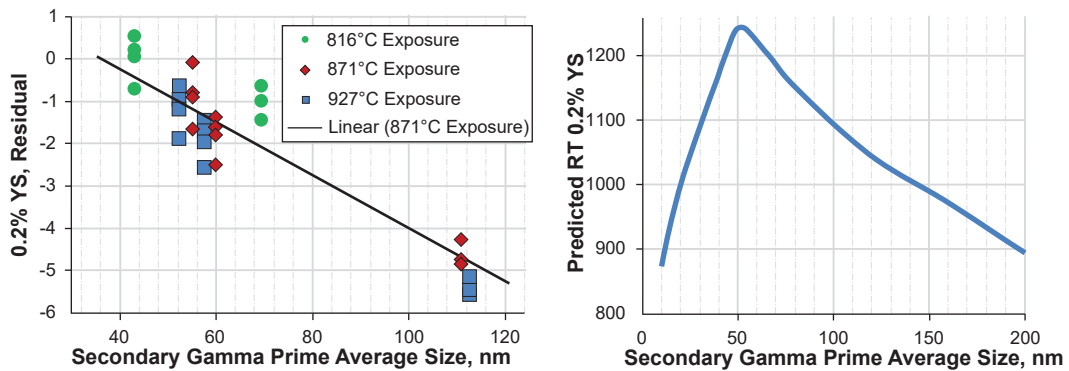 1
0
-1
-2
-3
-4
-5
-6
0.2% YS, Residual
816°C Exposure
871°C Exposure
927°C Exposure
Linear (871°C Exposure)
40
60
80
100
120
Secondary Gamma Prime Average Size, nm
1200
1100
1000
900
800
Predicted RT 0.2% YS
0
50
100
150
200
Secondary Gamma Prime Average Size, nm